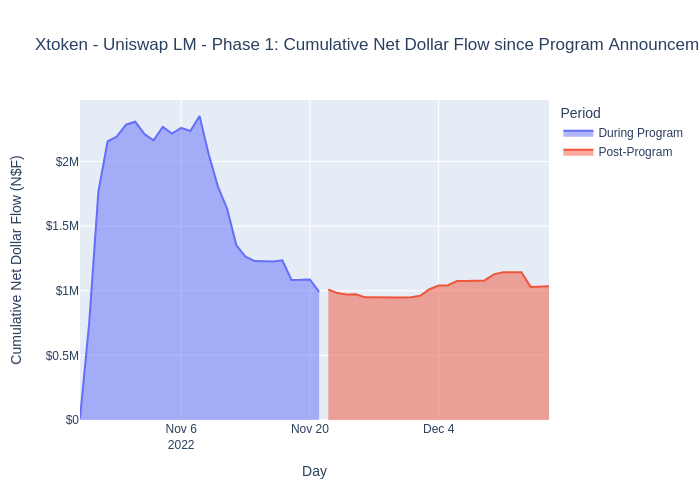 Xtoken - Uniswap LM - Phase 1: Cumulative Net Dollar Flow since Program Announcem
Period
During Program
Post-Program
Cumulative Net Dollar Flow (N$F)
$2M
$1.5M
$1M
$0.5M
$0
Nov 6
2022
Nov 20
Dec 4
Day